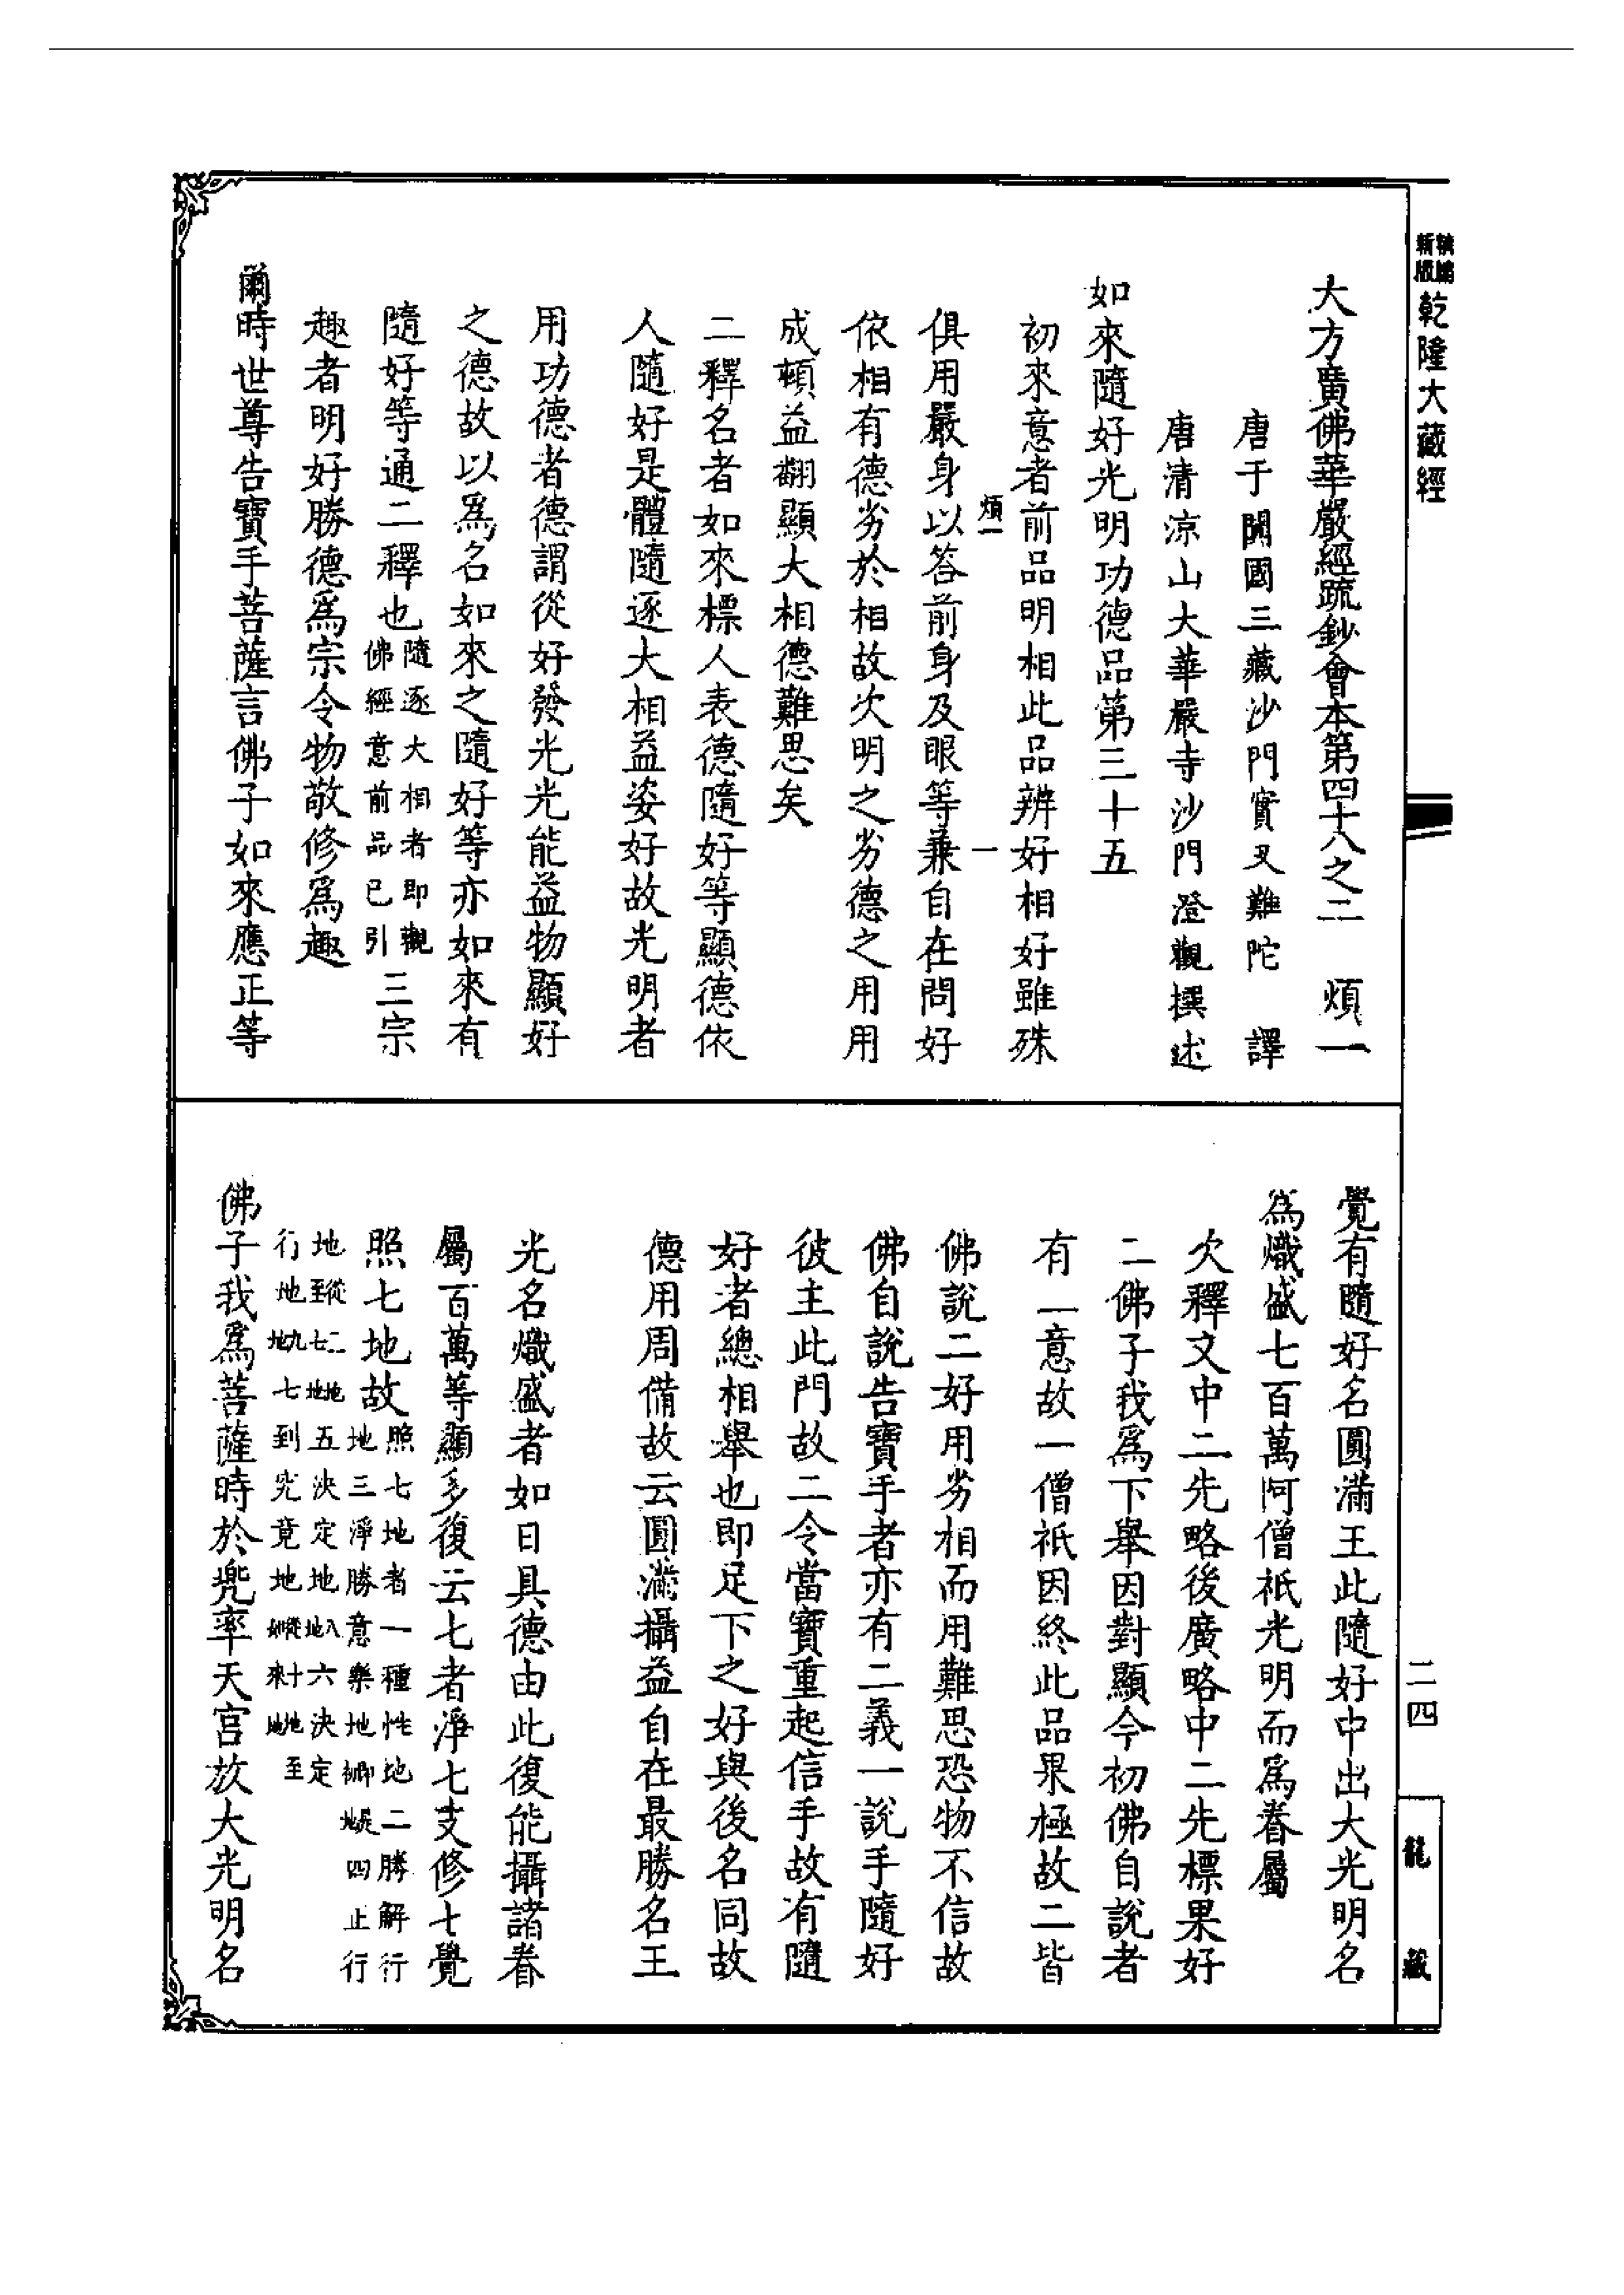 新編
新版
乾隆大藏經
大方廣佛華嚴經疏鈔會本第四十八之二　煩一
唐于闐國三藏沙門實叉難陀　譯
唐清涼山大華嚴寺沙門澄觀撰述
如來隨好光明功德品第三十五
初來意者前品明相此品辨好相好雖殊
煩一　一
俱用嚴身以答前身及眼等兼自在問好
依相有德劣於相故次明之劣德之用用
成頓益翻顯大相德難思矣
二釋名者如來標人表德隨好等顯德依
人隨好是體隨逐大相益姿好故光明者
用功德者德謂從好發光光能益物顯好
之德故以為名如來之隨好等亦如來有
隨好等通二釋也隨逐大相者即觀佛經意前品已引三宗
趣者明好勝德為宗令物敬修為趣
爾時世尊告寶手菩薩言佛子如來應正等
覺有隨好名圓滿王此隨好中出大光明名
為熾盛七百萬阿僧祇光明而為眷屬
次釋文中二先略後廣略中二先標果好
二佛子我為下舉因對顯今初佛自說者
有二意故一僧祇因終此品果極故二皆
佛說二好用劣相而用難思恐物不信故
佛自說告寶手者亦有二義一說手隨好
彼主此門故二令當寶重起信手故有隨
好者總相舉也即足下之好與後名同故
德用周備故云圓滿攝益自在最勝名王
光名熾盛者如日具德由此復能攝諸眷
屬百萬等顯多復云七者淨七支修七覺
照七地故照七地者一種性地二勝解行地三淨勝意樂地即是初地四正行
地從二地至七地五決定地八地六決定行地九地七到究竟地從十地至如來地
佛子我為菩薩時於兜率天宮放大光明名
二四
龍藏